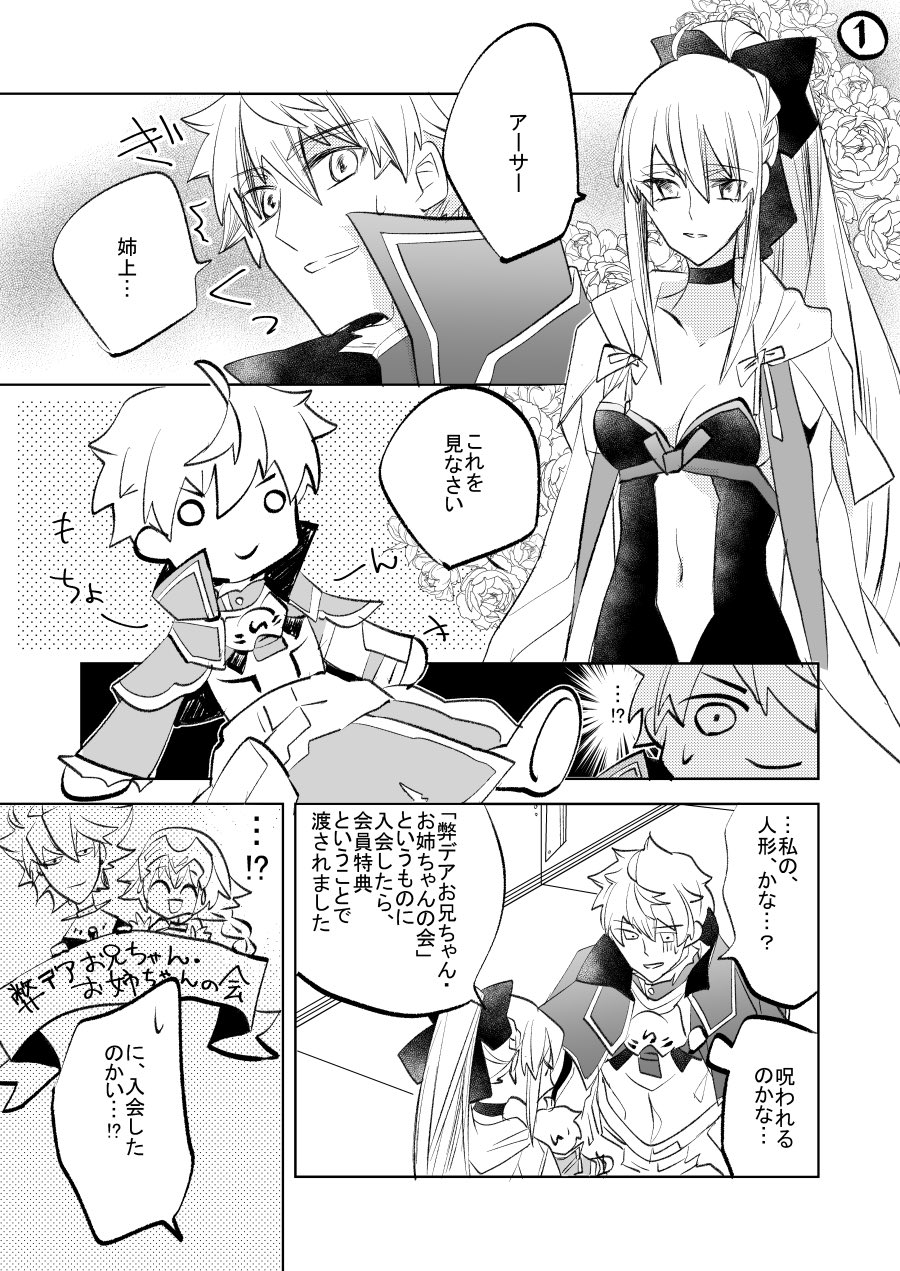 1
アーサー
ギ
姉上…
これを
見なさい
も
ちょ
ーん
…!?
…私の、
人形、かな…?
「弊デアお兄ちゃん・
お姉ちゃんの会」
というものに
入会したら、
会員特典
ということで
渡されました
呪われる
のかな…
…!?
弊デアお兄ちゃん・
お姉ちゃんの会
に、入会した
のかい…!?